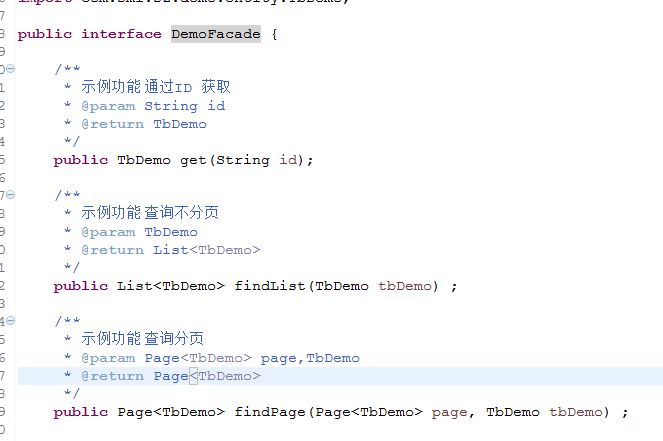 public interface DemoFacade {
/**
* 示例功能 通过ID 获取
* @param String id
* @return TbDemo
*/
public TbDemo get(String id);
/**
* 示例功能 查询不分页
* @param TbDemo
* @return List<TbDemo>
*/
public List<TbDemo> findList(TbDemo tbDemo) ;
/**
* 示例功能 查询分页
* @param Page<TbDemo> page,TbDemo
* @return Page<TbDemo>
*/
public Page<TbDemo> findPage(Page<TbDemo> page, TbDemo tbDemo) ;